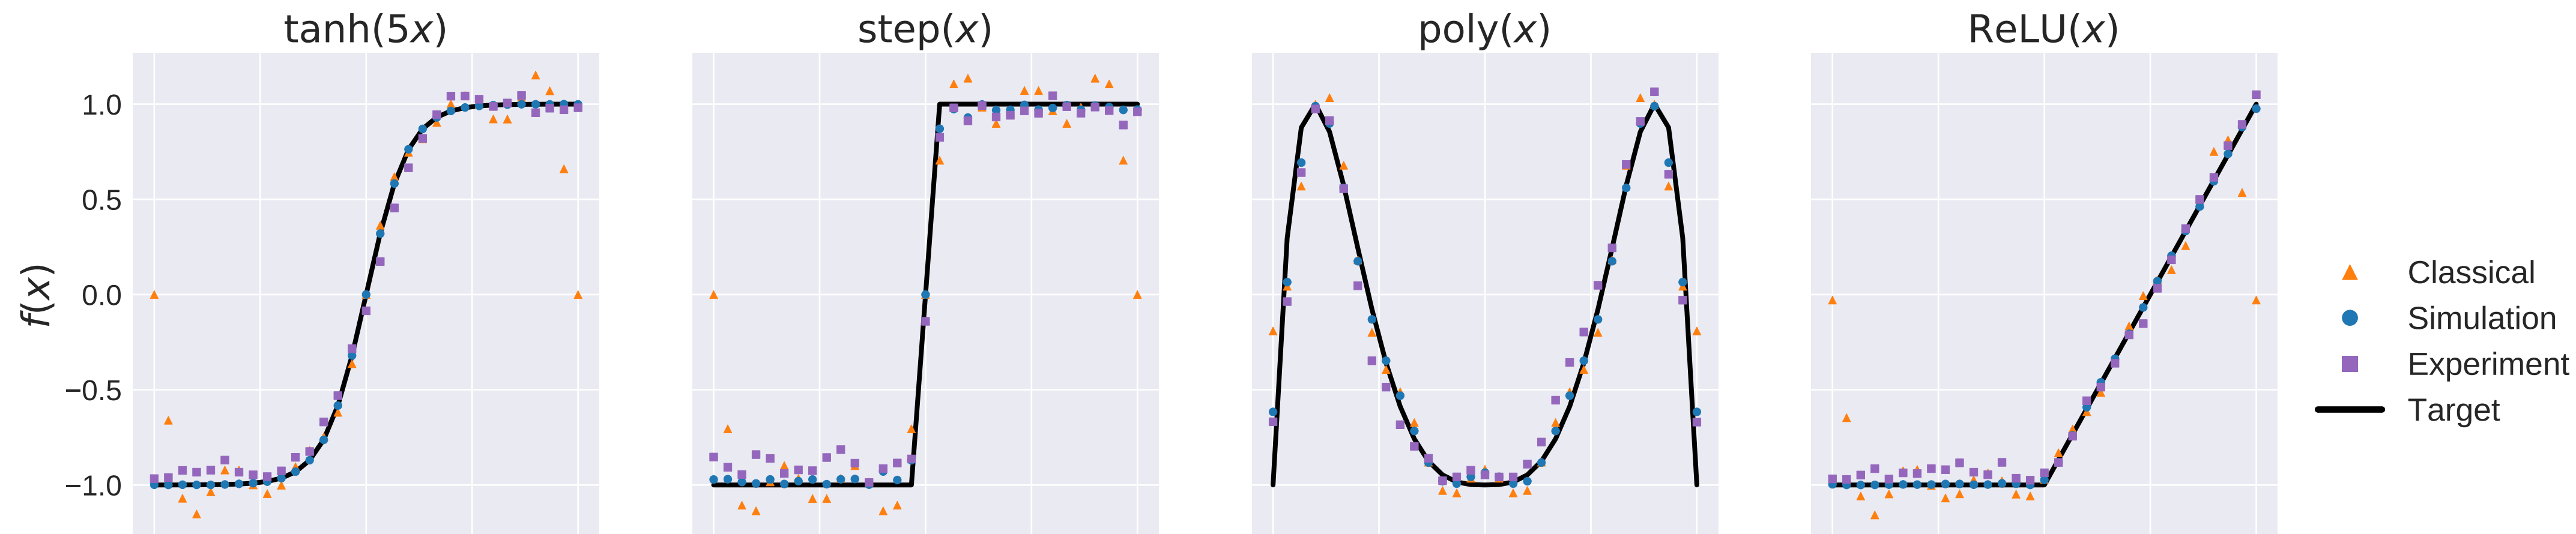 tanh(5x)
step(x)
poly(x)
ReLU(x)
f(x)
1.0
0.5
0.0
−0.5
−1.0
Classical
Simulation
Experiment
Target